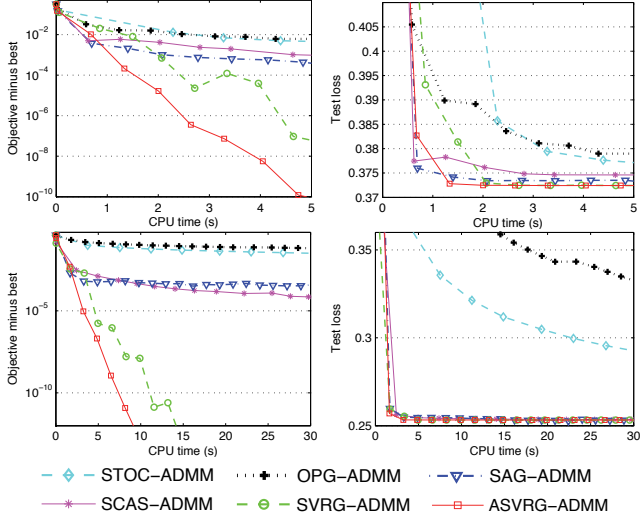 Objective minus best
10^-2
10^-4
10^-6
10^-8
10^-10
0 1 2 3 4 5
CPU time (s)
Test loss
0.405
0.4
0.395
0.39
0.385
0.38
0.375
0.372
0 1 2 3 4 5
CPU time (s)
Objective minus best
10^-5
10^-10
0 5 10 15 20 25 30
CPU time (s)
Test loss
0.35
0.3
0.25
0 5 10 15 20 25 30
CPU time (s)
STOC-ADMM OPG-ADMM SAG-ADMM
SCAS-ADMM SVRG-ADMM ASVRG-ADMM